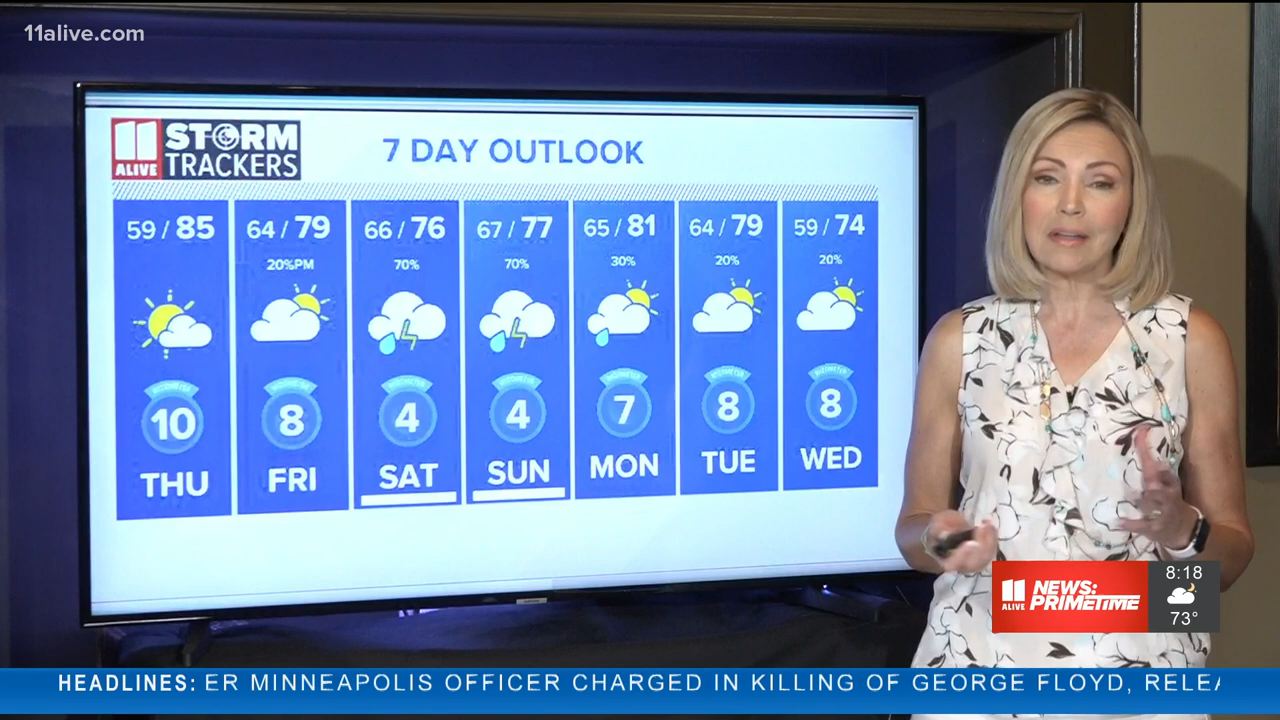 11alive.com
11 ALIVE
STORM
TRACKERS
7 DAY OUTLOOK
59 / 85
64 / 79
66 / 76
67 / 77
65 / 81
64 / 79
59 / 74
20%PM
70%
70%
30%
20%
20%
10
8
4
4
7
8
8
THU
FRI
SAT
SUN
MON
TUE
WED
11 ALIVE
NEWS:
PRIMETIME
8:18
73°
HEADLINES: ER MINNEAPOLIS OFFICER CHARGED IN KILLING OF GEORGE FLOYD, RELEA